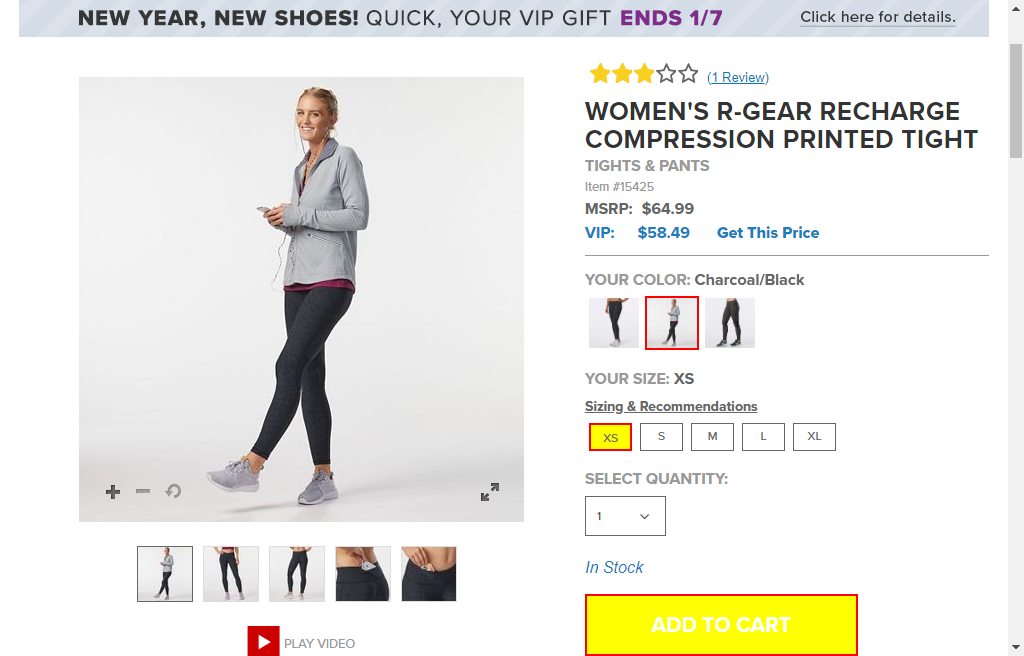 NEW YEAR, NEW SHOES! QUICK, YOUR VIP GIFT ENDS 1/7 Click here for details.
(1 Review)
WOMEN'S R-GEAR RECHARGE
COMPRESSION PRINTED TIGHT
TIGHTS & PANTS
Item #15425
MSRP: $64.99
VIP: $58.49 Get This Price
YOUR COLOR: Charcoal/Black
YOUR SIZE: XS
Sizing & Recommendations
XS S M L XL
SELECT QUANTITY:
1
In Stock
ADD TO CART
PLAY VIDEO